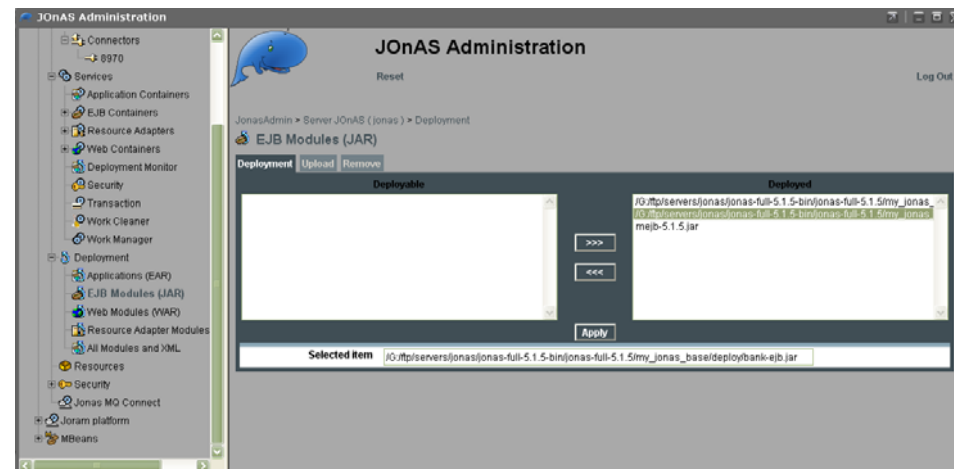 JOnAS Administration
Connectors
8970
Services
Application Containers
EJB Containers
Resource Adapters
Web Containers
Deployment Monitor
Security
Transaction
Work Cleaner
Work Manager
Deployment
Applications (EAR)
EJB Modules (JAR)
Web Modules (WAR)
Resource Adapter Modules
All Modules and XML
Resources
Security
Jonas MQ Connect
Joram platform
MBeans
JOnAS Administration
Reset
Log Out
JonasAdmin > Server JOnAS ( jonas ) > Deployment
EJB Modules (JAR)
Deployment Upload Remove
Deployable
Deployed
/G:/ftp/servers/jonas/jonas-full-5.1.5-bin/jonas-full-5.1.5/my_jonas_
/G:/ftp/servers/jonas/jonas-full-5.1.5-bin/jonas-full-5.1.5/my_jonas_
mejb-5.1.5.jar
>>>
<<<
Apply
Selected item /G:/ftp/servers/jonas/jonas-full-5.1.5-bin/jonas-full-5.1.5/my_jonas_base/deploy/bank-ejb.jar